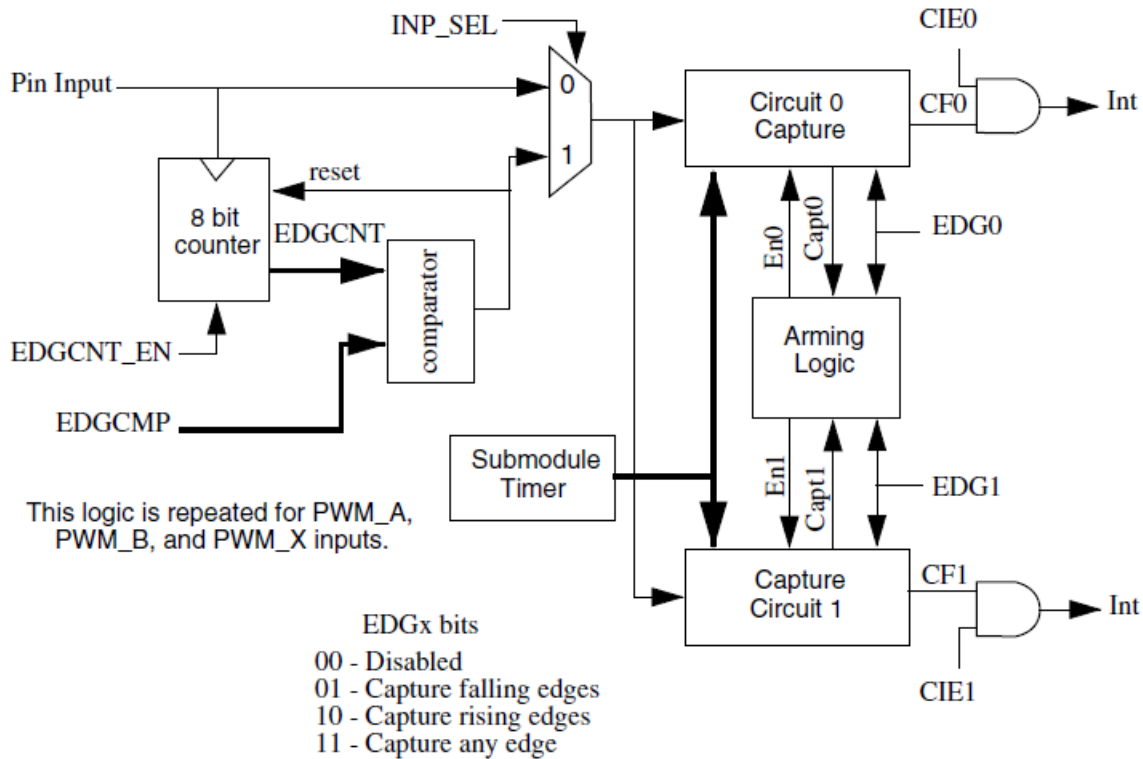 INP_SEL
CIE0
Pin Input
0
Circuit 0
Capture
CF0
Int
1
reset
8 bit
counter
EDGCNT
En0
Capt0
EDG0
comparator
EDGCNT_EN
Arming
Logic
EDGCMP
Submodule
Timer
En1
Capt1
EDG1
This logic is repeated for PWM_A,
PWM_B, and PWM_X inputs.
Capture
Circuit 1
CF1
Int
CIE1
EDGx bits
00 - Disabled
01 - Capture falling edges
10 - Capture rising edges
11 - Capture any edge